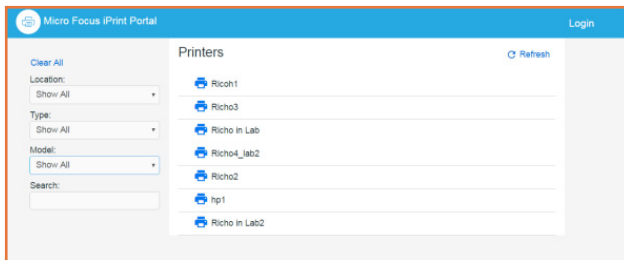 Micro Focus iPrint Portal
Login
Clear All
Location:
Show All
Type:
Show All
Model:
Show All
Search:
Printers
Refresh
Ricoh1
Richo3
Richo in Lab
Richo4_lab2
Richo2
hp1
Richo in Lab2